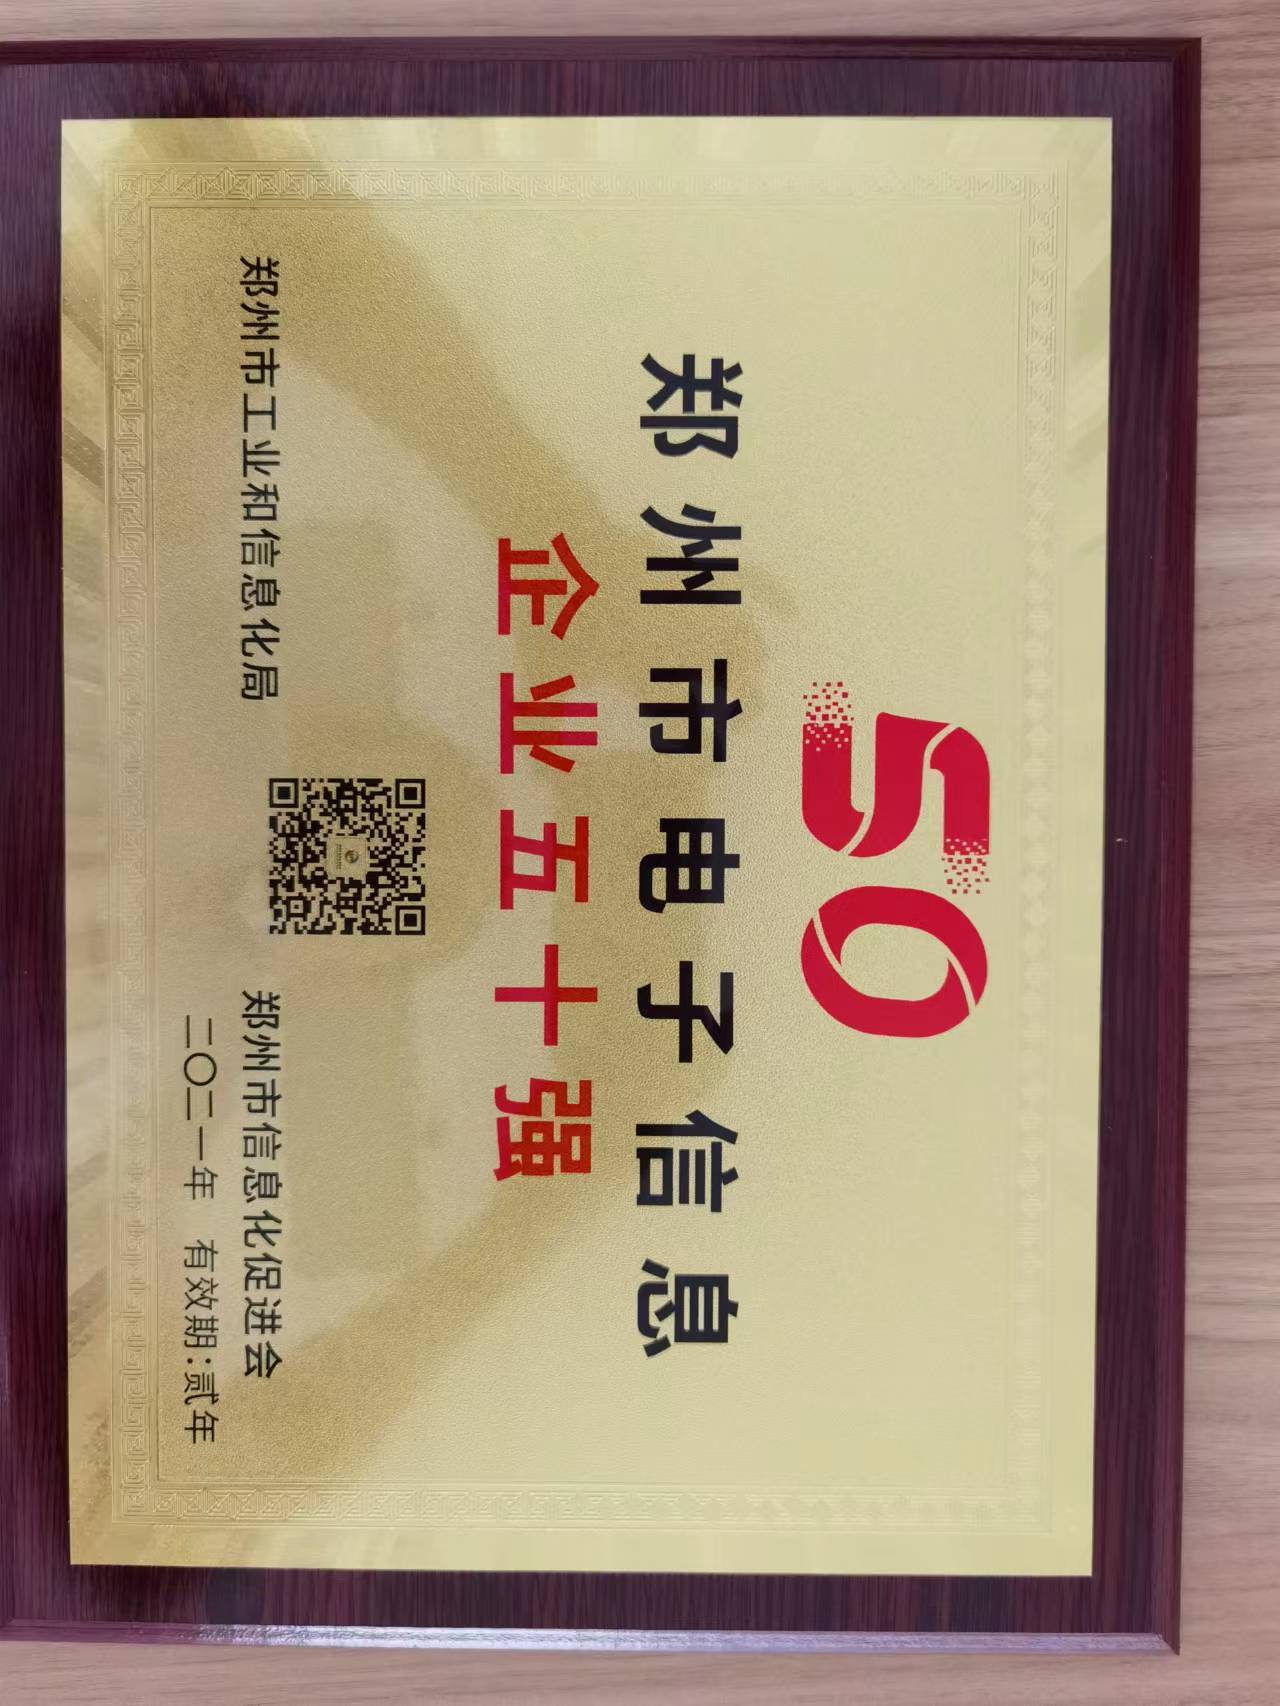 50
郑州市电子信息
企业五十强
郑州市工业和信息化局
郑州市信息化促进会
二〇二一年 有效期：贰年